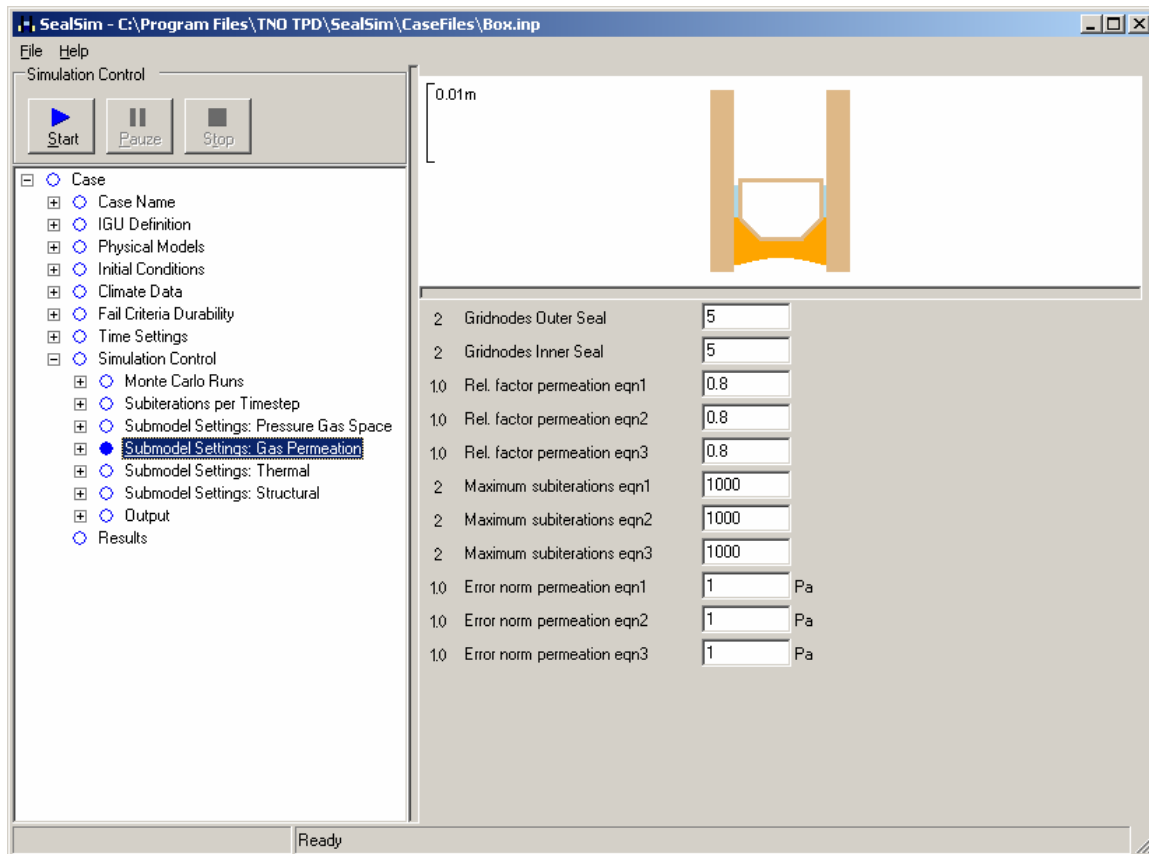 SealSim - C:\Program Files\TNO TPD\SealSim\CaseFiles\Box.inp
File Help
Simulation Control
Start Pauze Stop
Case
Case Name
IGU Definition
Physical Models
Initial Conditions
Climate Data
Fail Criteria Durability
Time Settings
Simulation Control
Monte Carlo Runs
Subiterations per Timestep
Submodel Settings: Pressure Gas Space
Submodel Settings: Gas Permeation
Submodel Settings: Thermal
Submodel Settings: Structural
Output
Results
0.01m
2 Gridnodes Outer Seal 5
2 Gridnodes Inner Seal 5
1.0 Rel. factor permeation eqn1 0.8
1.0 Rel. factor permeation eqn2 0.8
1.0 Rel. factor permeation eqn3 0.8
2 Maximum subiterations eqn1 1000
2 Maximum subiterations eqn2 1000
2 Maximum subiterations eqn3 1000
1.0 Error norm permeation eqn1 1 Pa
1.0 Error norm permeation eqn2 1 Pa
1.0 Error norm permeation eqn3 1 Pa
Ready